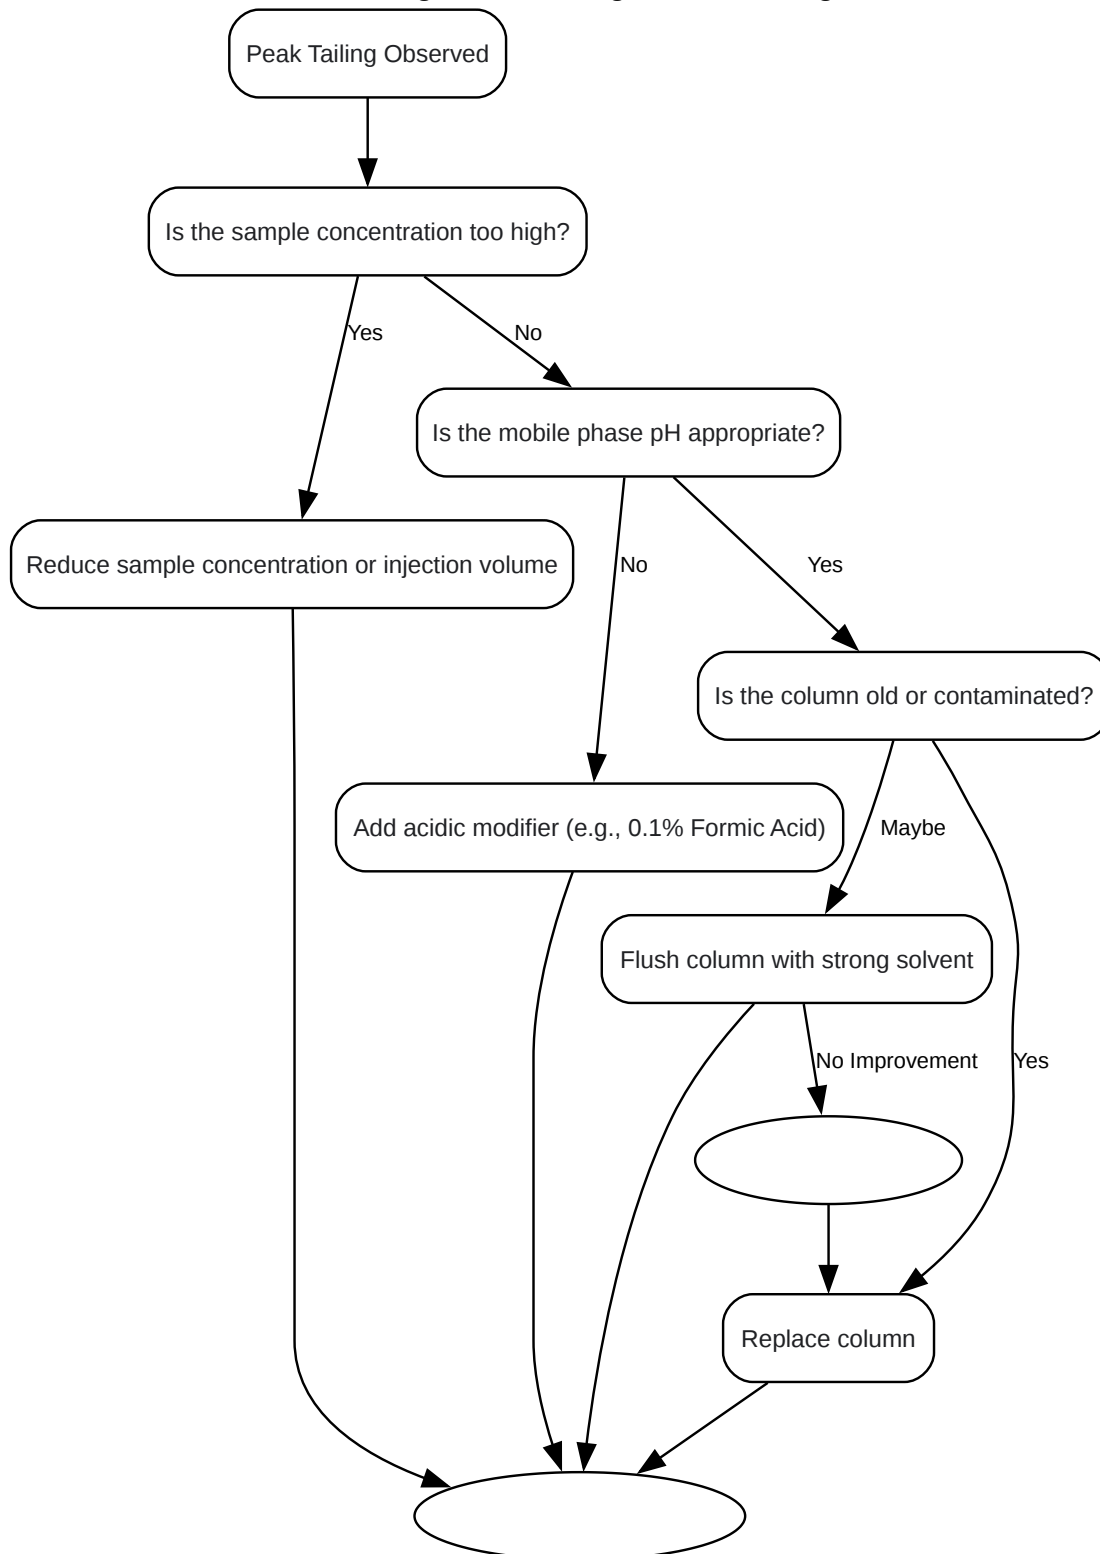 Peak Tailing Observed
Is the sample concentration too high?
Yes
No
Is the mobile phase pH appropriate?
Reduce sample concentration or injection volume
No
Yes
Is the column old or contaminated?
Add acidic modifier (e.g., 0.1% Formic Acid)
Maybe
Flush column with strong solvent
No Improvement
Yes
Replace column